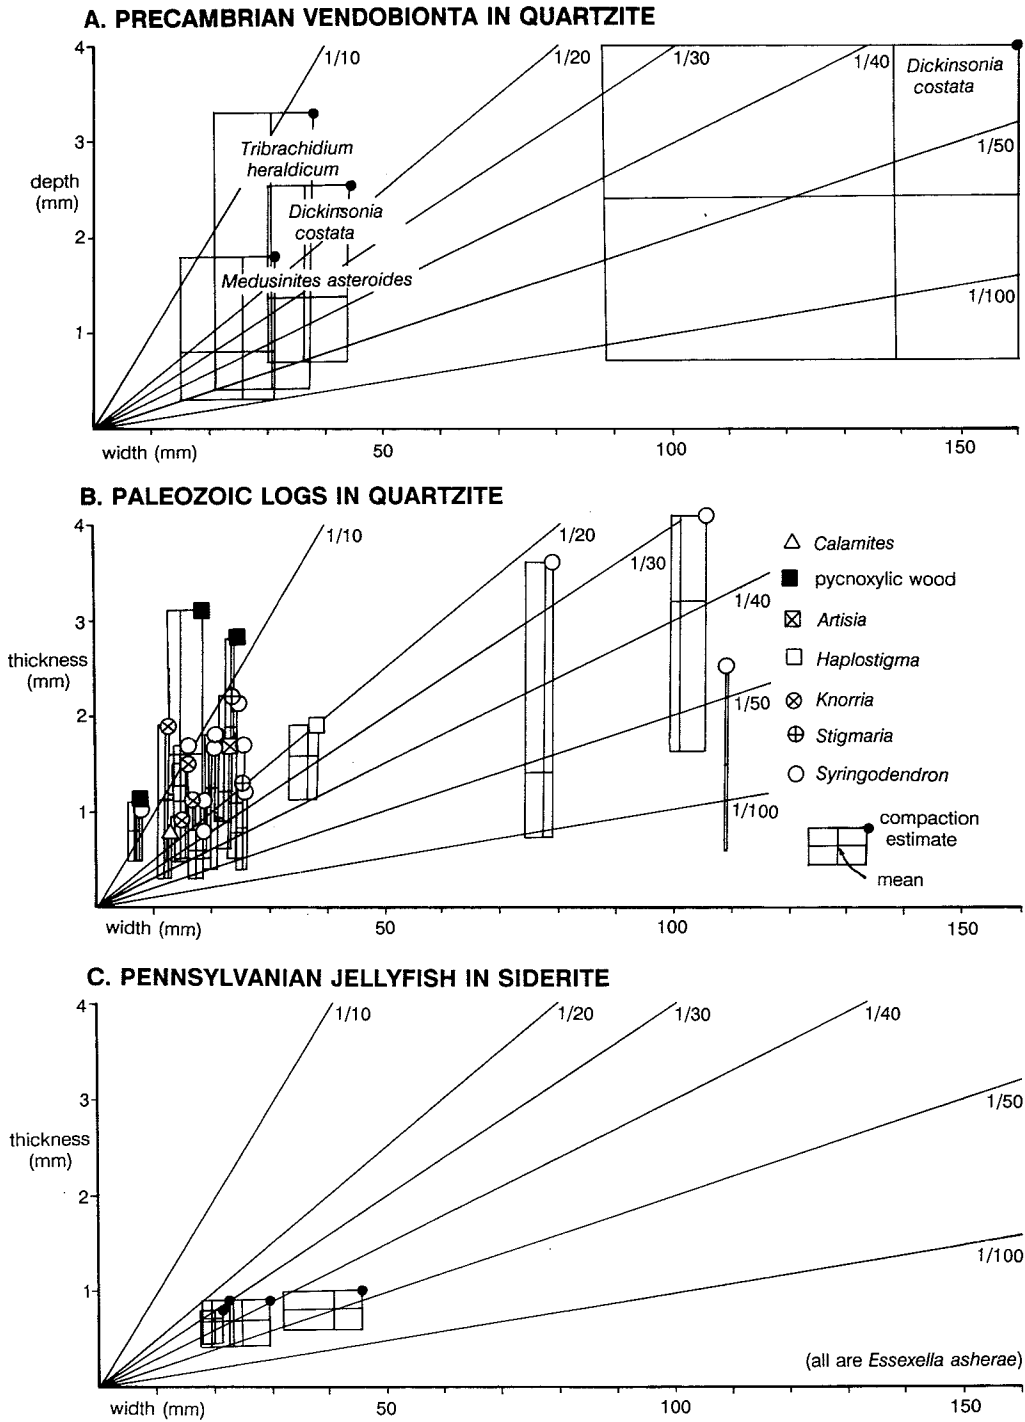 A. PRECAMBRIAN VENDOBIONTA IN QUARTZITE
4
1/10
1/20
1/30
1/40
Dickinsonia
costata
3
Tribrachidium
heraldicum
1/50
depth
(mm)
Dickinsonia
costata
2
Medusinites asteroides
1/100
1
width (mm)
50
100
150
B. PALEOZOIC LOGS IN QUARTZITE
4
1/10
1/20
1/30
1/40
1/50
1/100
Calamites
pycnoxylic wood
Artisia
Haplostigma
Knorria
Stigmaria
Syringodendron
3
thickness
(mm)
2
1
compaction
estimate
mean
width (mm)
50
100
150
C. PENNSYLVANIAN JELLYFISH IN SIDERITE
4
1/10
1/20
1/30
1/40
3
1/50
thickness
(mm)
2
1/100
1
(all are Essexella asherae)
width (mm)
50
100
150